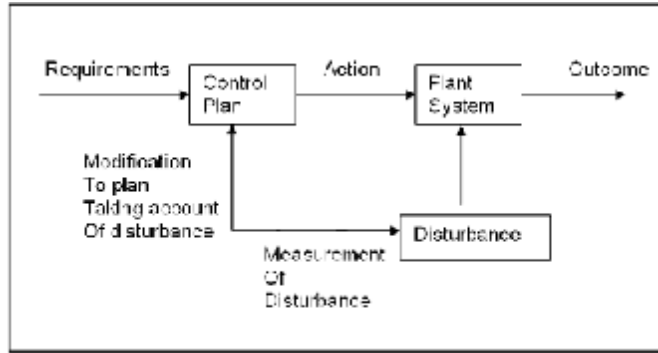 Requirements
Control
Plan
Action
Plant
System
Outcome
Modification
To plan
Taking account
Of disturbance
Disturbance
Measurement
Of
Disturbance